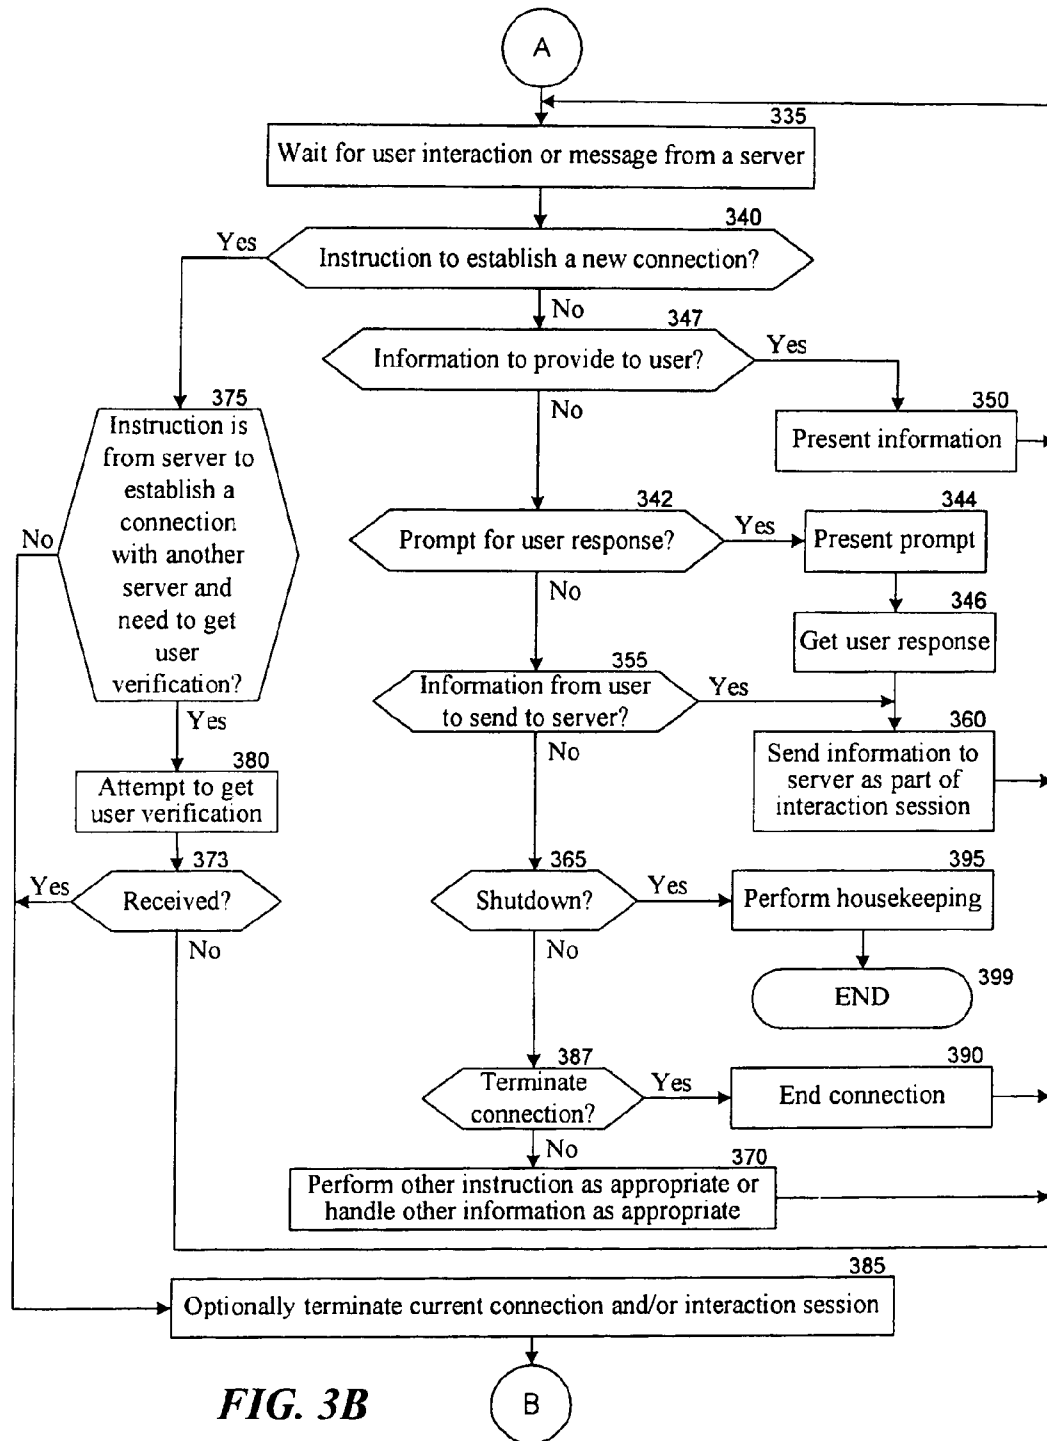 A
335
Wait for user interaction or message from a server
340
Yes
Instruction to establish a new connection?
No
347
Information to provide to user?
Yes
No
350
Present information
375
Instruction is
from server to
establish a
connection
with another
server and
need to get
user
verification?
No
Yes
342
Prompt for user response?
Yes
No
344
Present prompt
346
Get user response
355
Information from user
to send to server?
Yes
No
360
Send information to
server as part of
interaction session
380
Attempt to get
user verification
373
Received?
Yes
No
365
Shutdown?
Yes
No
395
Perform housekeeping
END
399
387
Terminate
connection?
Yes
No
390
End connection
370
Perform other instruction as appropriate or
handle other information as appropriate
385
Optionally terminate current connection and/or interaction session
FIG. 3B
B